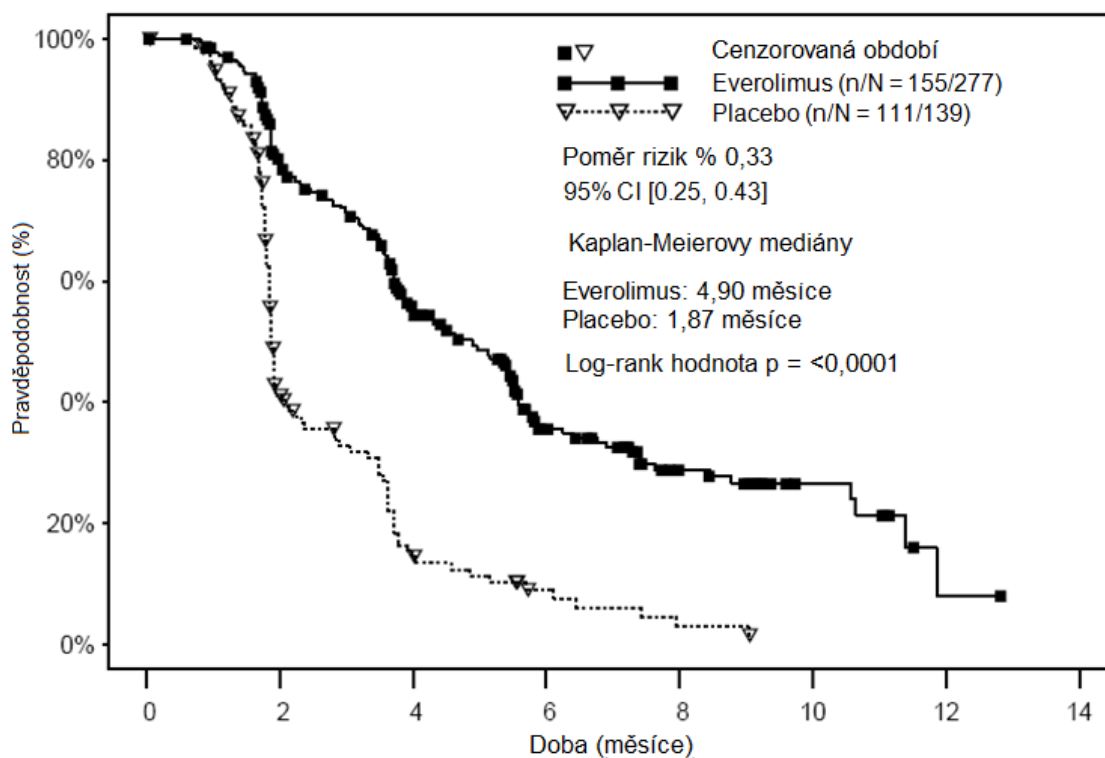 100%
80%
0%
0%
20%
0%
Pravděpodobnost (%)
Cenzorovaná období
Everolimus (n/N = 155/277)
Placebo (n/N = 111/139)
Poměr rizik % 0,33
95% CI [0.25, 0.43]
Kaplan-Meierovy mediány
Everolimus: 4,90 měsíce
Placebo: 1,87 měsíce
Log-rank hodnota p = <0,0001
0 2 4 6 8 10 12 14
Doba (měsíce)